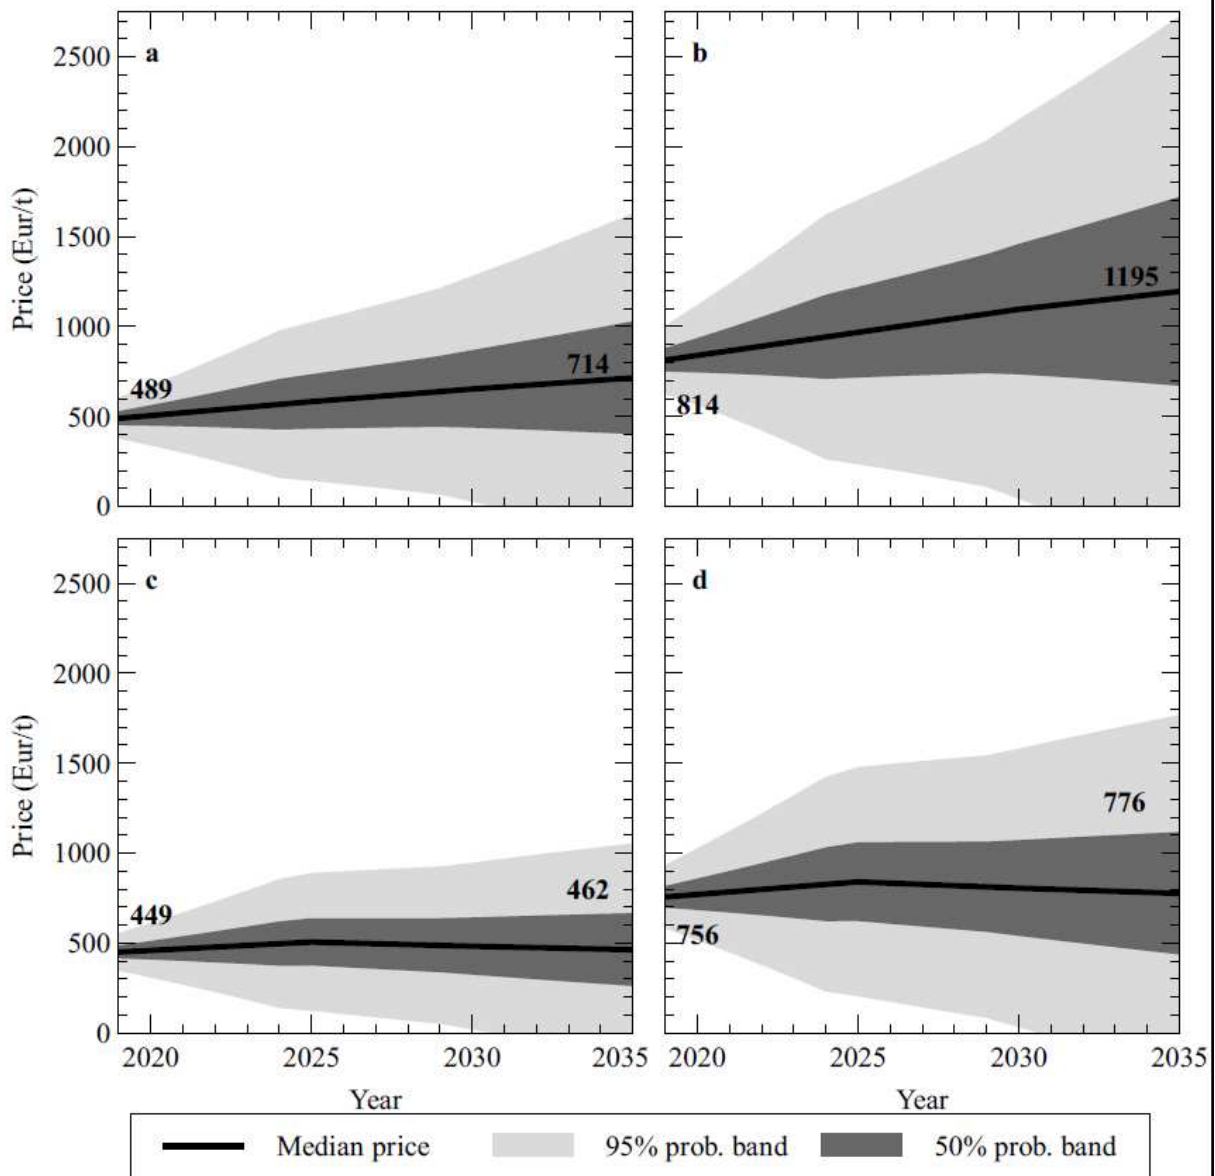 a
b
2500
2000
1500
1000
500
0
Price (Eur/t)
489
714
814
1195
c
d
2500
2000
1500
1000
500
0
Price (Eur/t)
449
462
756
776
2020 2025 2030 2035
2020 2025 2030 2035
Year
Year
Median price 95% prob. band 50% prob. band